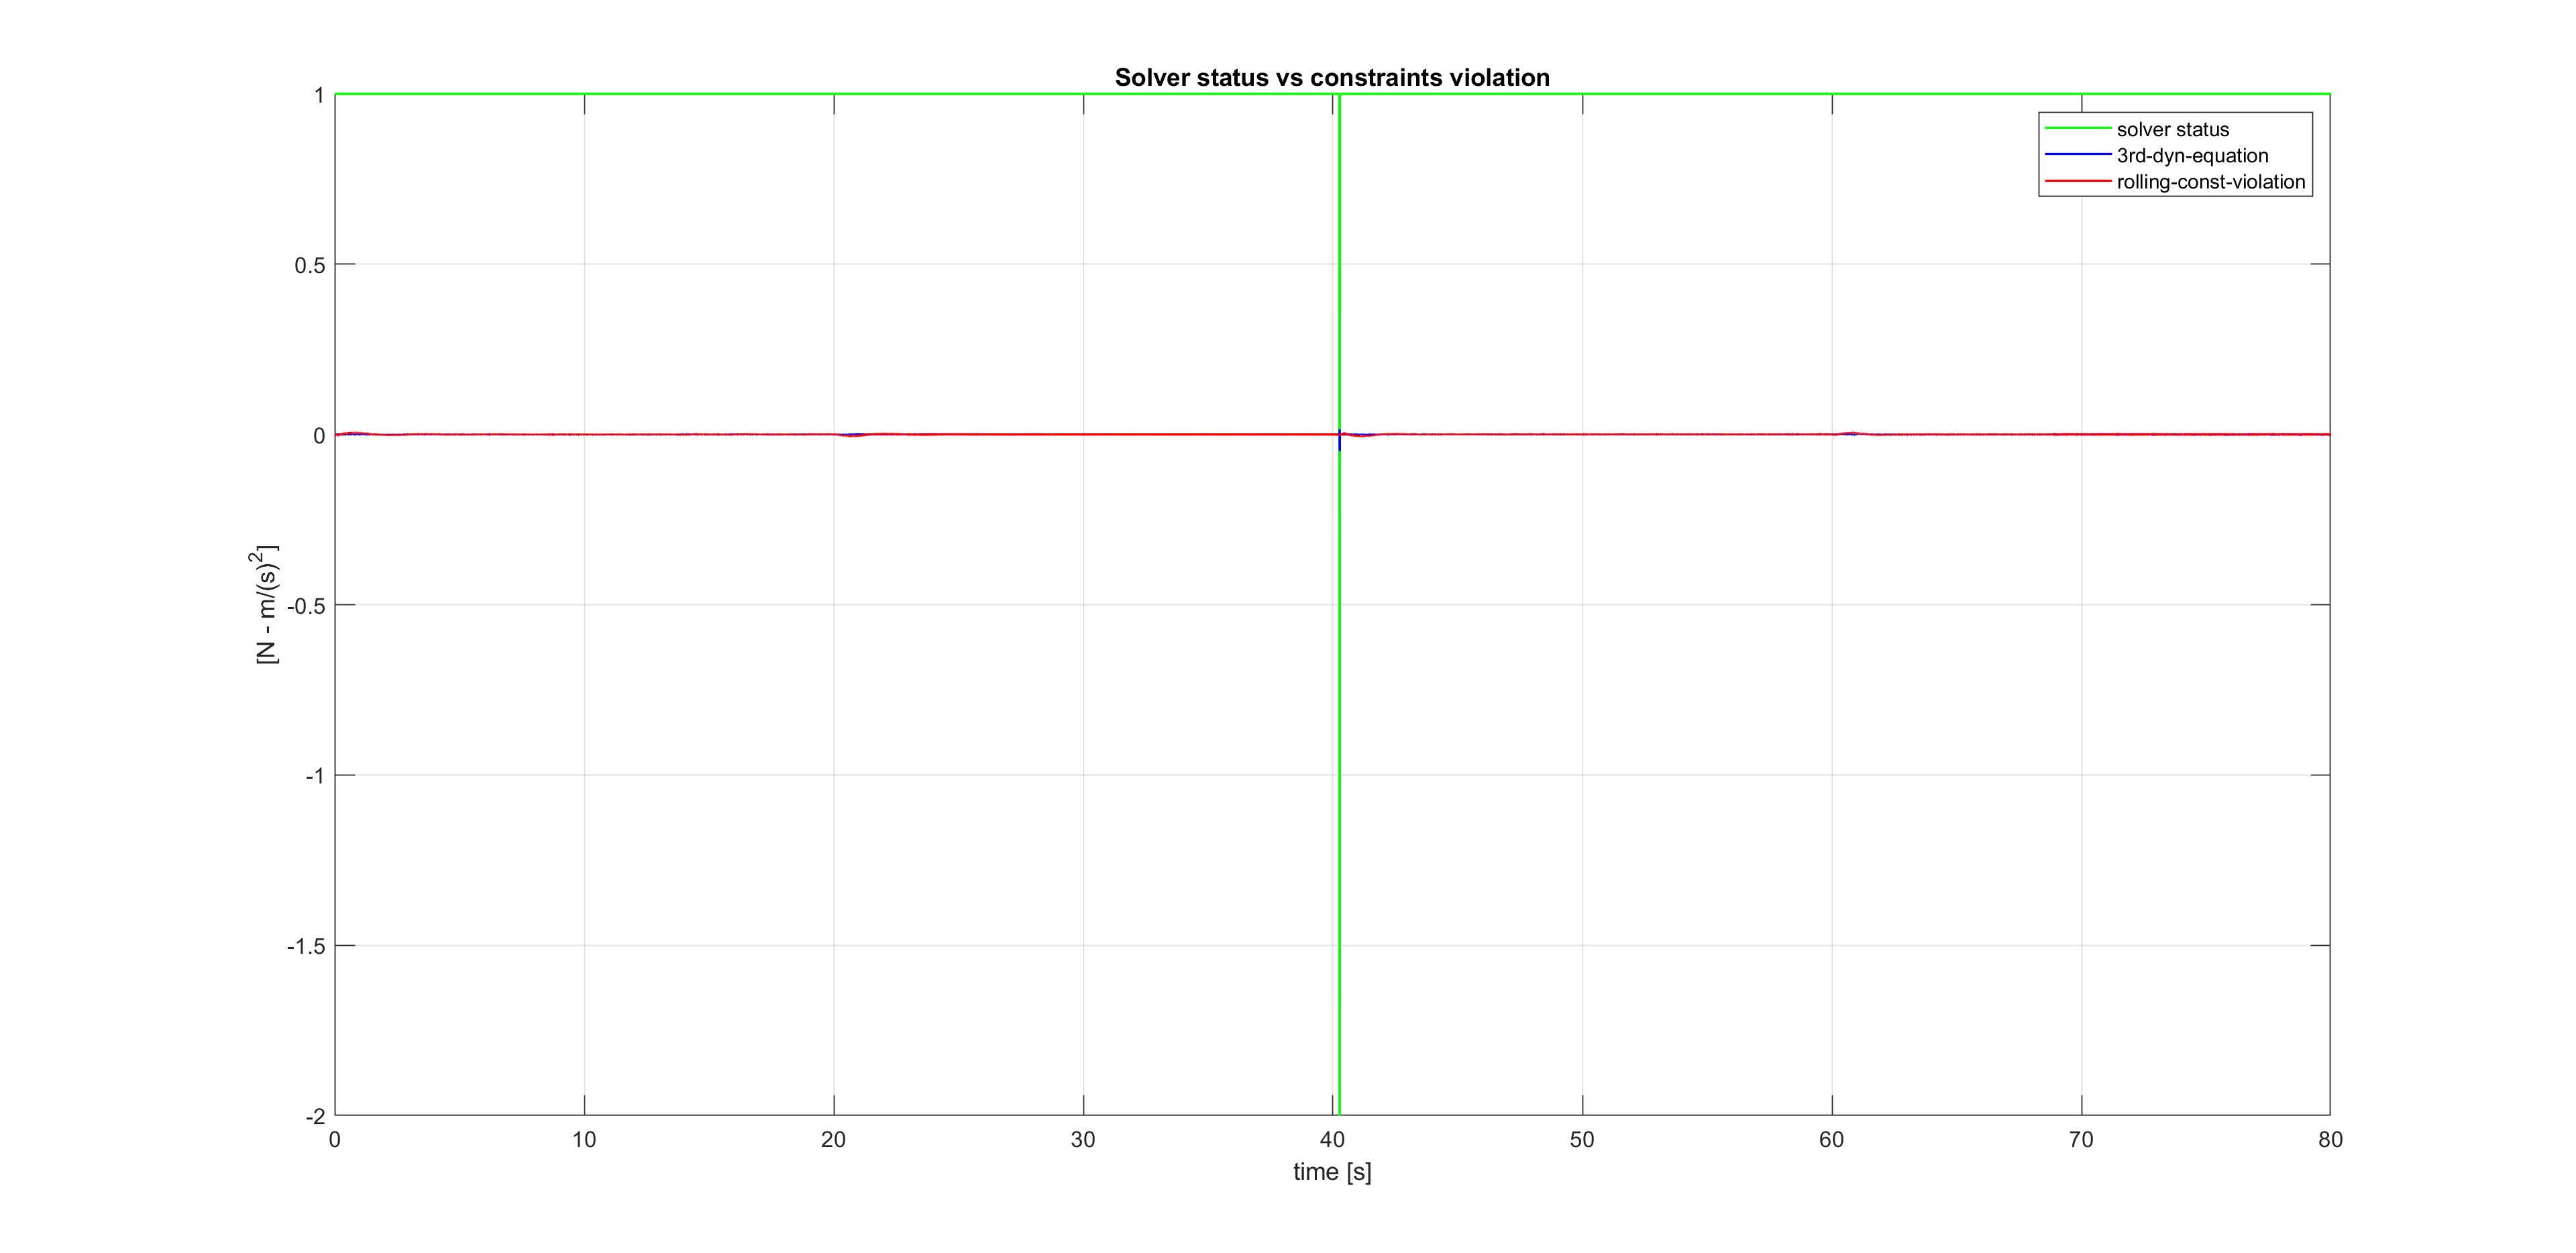 Solver status vs constraints violation
1
0.5
0
-0.5
-1
-1.5
-2
[N - m/(s)^2]
solver status
3rd-dyn-equation
rolling-const-violation
0 10 20 30 40 50 60 70 80
time [s]